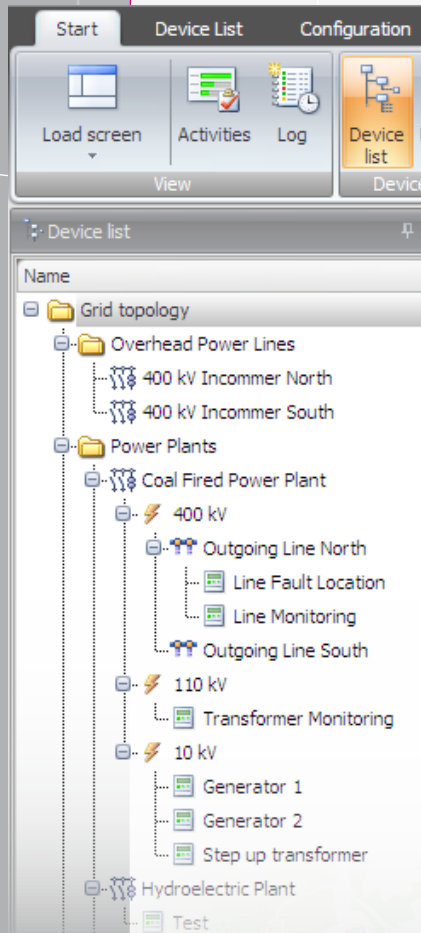 Start Device List Configuration
Load screen Activities Log Device list
View Device
Device list
Name
Grid topology
Overhead Power Lines
400 kV Incommer North
400 kV Incommer South
Power Plants
Coal Fired Power Plant
400 kV
Outgoing Line North
Line Fault Location
Line Monitoring
Outgoing Line South
110 kV
Transformer Monitoring
10 kV
Generator 1
Generator 2
Step up transformer
Hydroelectric Plant
Test